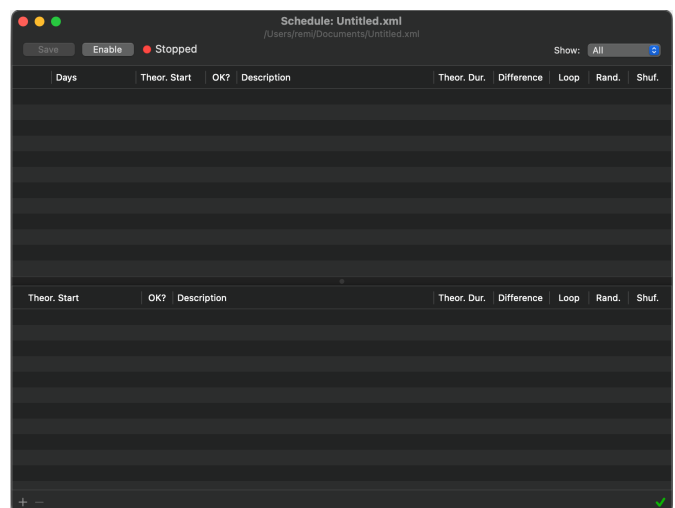 Schedule: Untitled.xml
/Users/remi/Documents/Untitled.xml
Save Enable Stopped Show: All
Days Theor. Start OK? Description Theor. Dur. Difference Loop Rand. Shuf.
Theor. Start OK? Description Theor. Dur. Difference Loop Rand. Shuf.